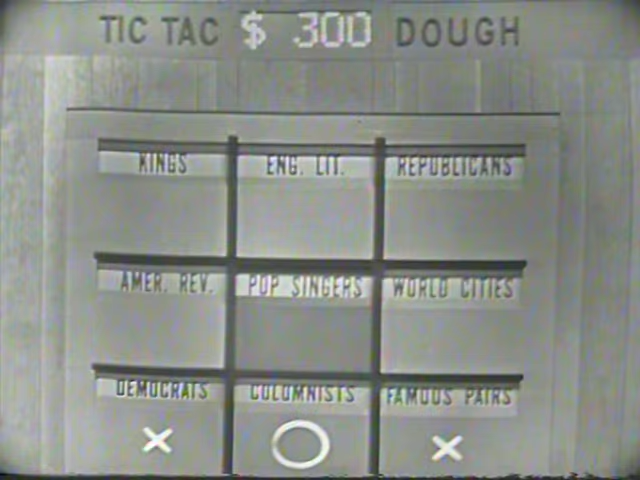 TIC TAC $ 300 DOUGH
KINGS ENG. LIT. REPUBLICANS
AMER. REV. POP SINGERS WORLD CITIES
DEMOCRATS COLUMNISTS FAMOUS PAIRS
X O X